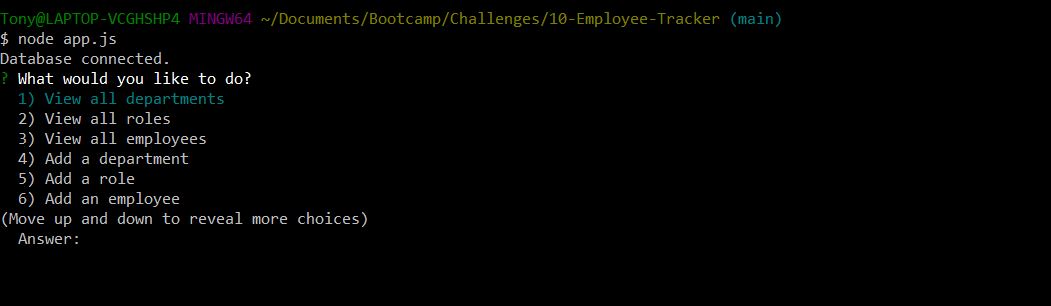 Tony@LAPTOP-VCGHSHP4 MINGW64 ~/Documents/Bootcamp/Challenges/10-Employee-Tracker (main)
$ node app.js
Database connected.
? What would you like to do?
1) View all departments
2) View all roles
3) View all employees
4) Add a department
5) Add a role
6) Add an employee
(Move up and down to reveal more choices)
Answer: